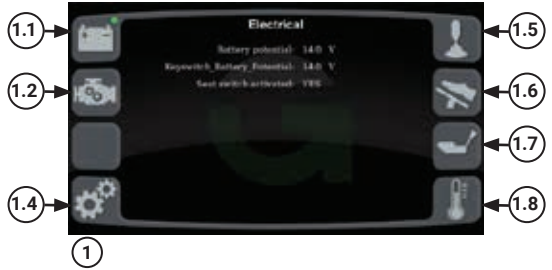 1.1
Electrical
1.5
Battery potential: 14.0 V
Keyswitch_Battery_Potential: 14.0 V
Seat switch activated: YES
1.2
1.6
1.7
1.4
1.8
1